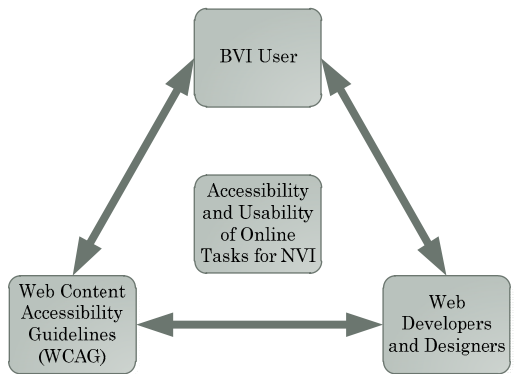 BVI User
Accessibility
and Usability
of Online
Tasks for NVI
Web Content
Accessibility
Guidelines
(WCAG)
Web
Developers
and Designers